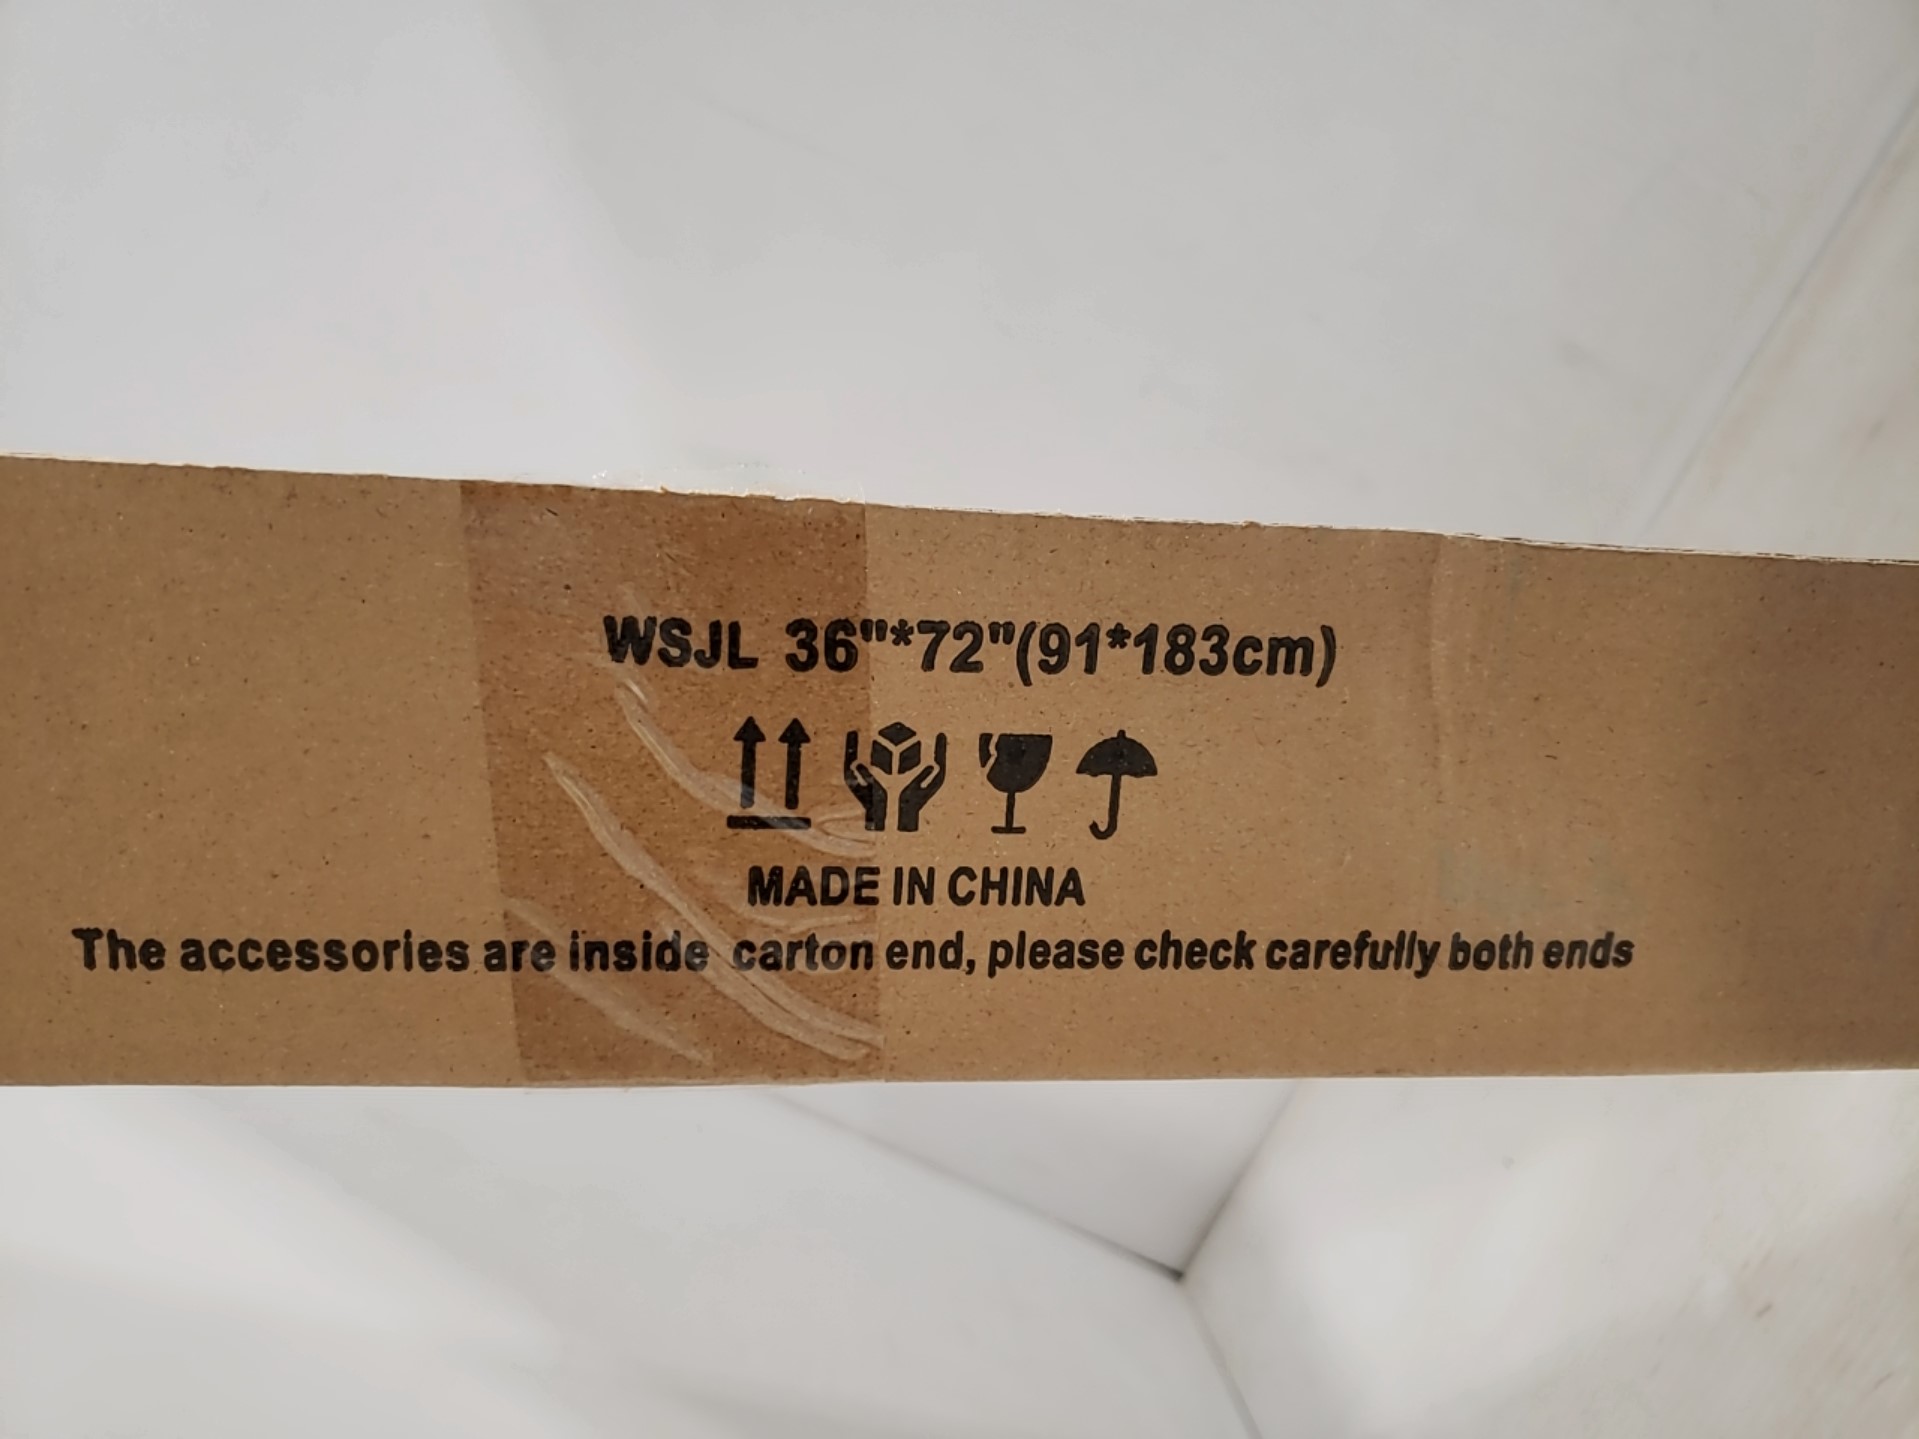 WSJL 36"*72"(91*183cm)
MADE IN CHINA
The accessories are inside carton end, please check carefully both ends